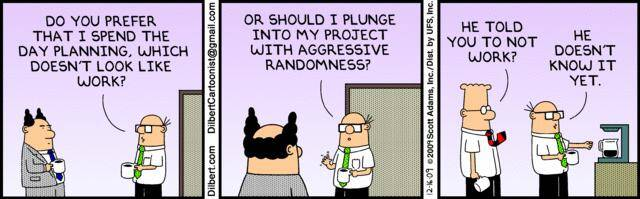 DO YOU PREFER
THAT I SPEND THE
DAY PLANNING, WHICH
DOESN'T LOOK LIKE
WORK?
Dilbert.com DilbertCartoonist@gmail.com
OR SHOULD I PLUNGE
INTO MY PROJECT
WITH AGGRESSIVE
RANDOMNESS?
12-16-09 ©2009 Scott Adams, Inc./Dist. by UFS, Inc.
HE TOLD
YOU TO NOT
WORK?
HE
DOESN'T
KNOW IT
YET.